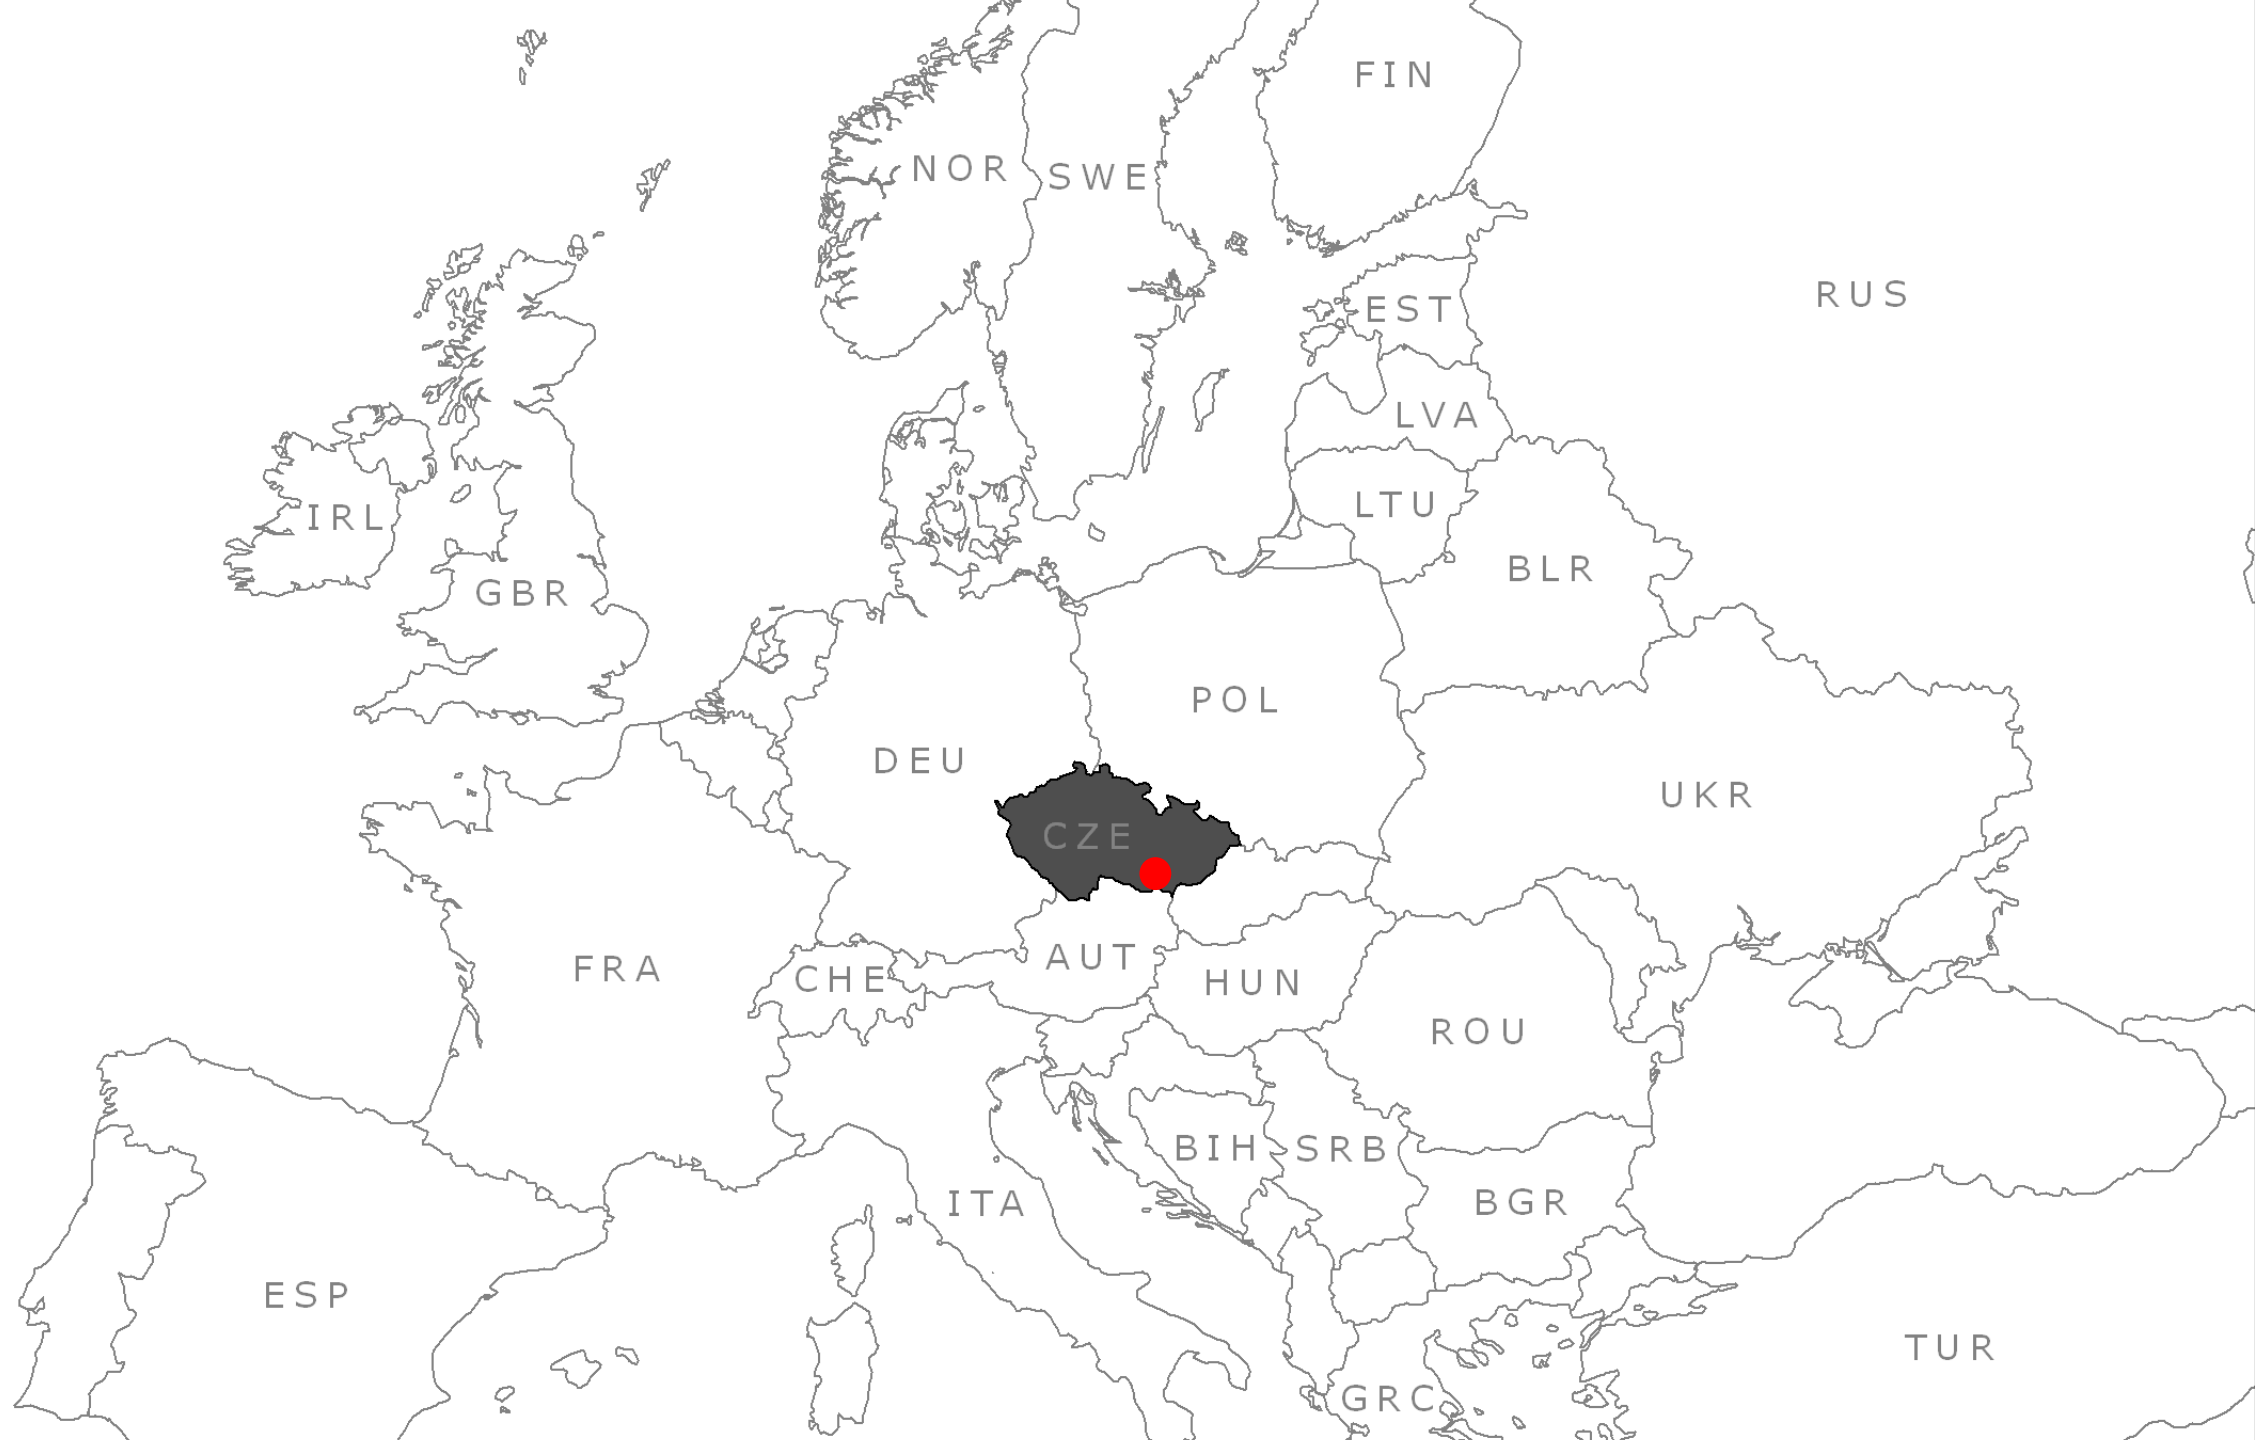 FIN
NOR
SWE
RUS
EST
LVA
LTU
IRL
BLR
GBR
POL
DEU
UKR
CZE
AUT
FRA
CHE
HUN
ROU
BIH
SRB
ITA
BGR
ESP
TUR
GRC